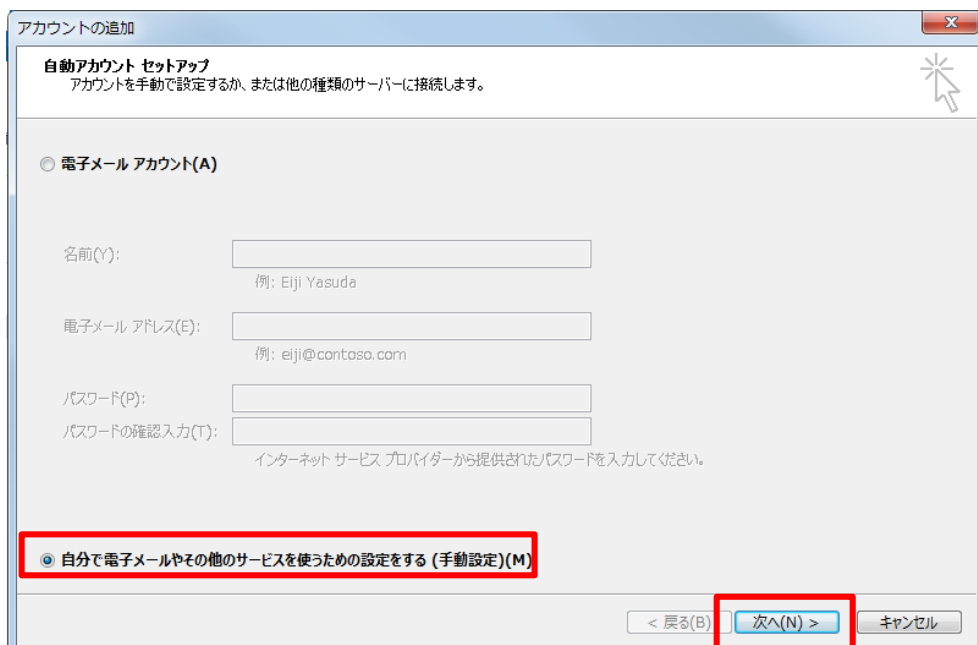 アカウントの追加
自動アカウント セットアップ
アカウントを手動で設定するか、または他の種類のサーバーに接続します。
電子メール アカウント(A)
名前(Y):
例: Eiji Yasuda
電子メール アドレス(E):
例: eiji@contoso.com
パスワード(P):
パスワードの確認入力(T):
インターネット サービス プロバイダーから提供されたパスワードを入力してください。
自分で電子メールやその他のサービスを使うための設定をする (手動設定)(M)
< 戻る(B)
次へ(N) >
キャンセル